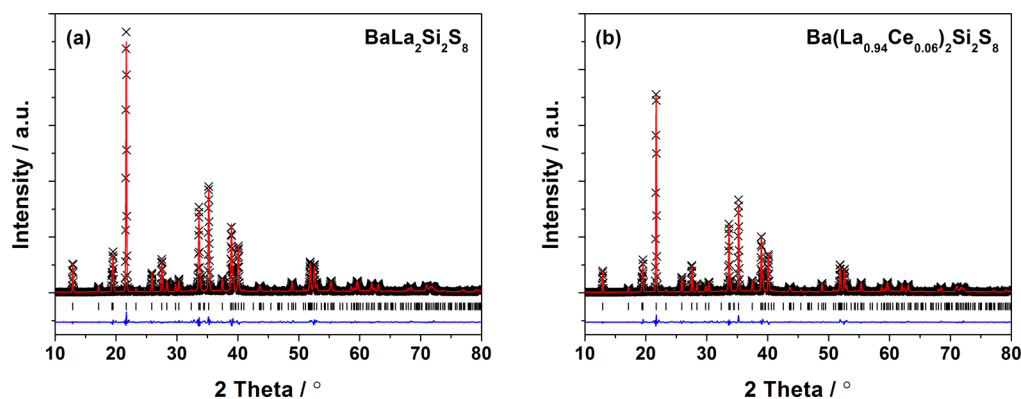 (a) BaLa₂Si₂S₈
Intensity / a.u.
10 20 30 40 50 60 70 80
2 Theta / °
(b) Ba(La₀.₉₄Ce₀.₀₆)₂Si₂S₈
Intensity / a.u.
10 20 30 40 50 60 70 80
2 Theta / °